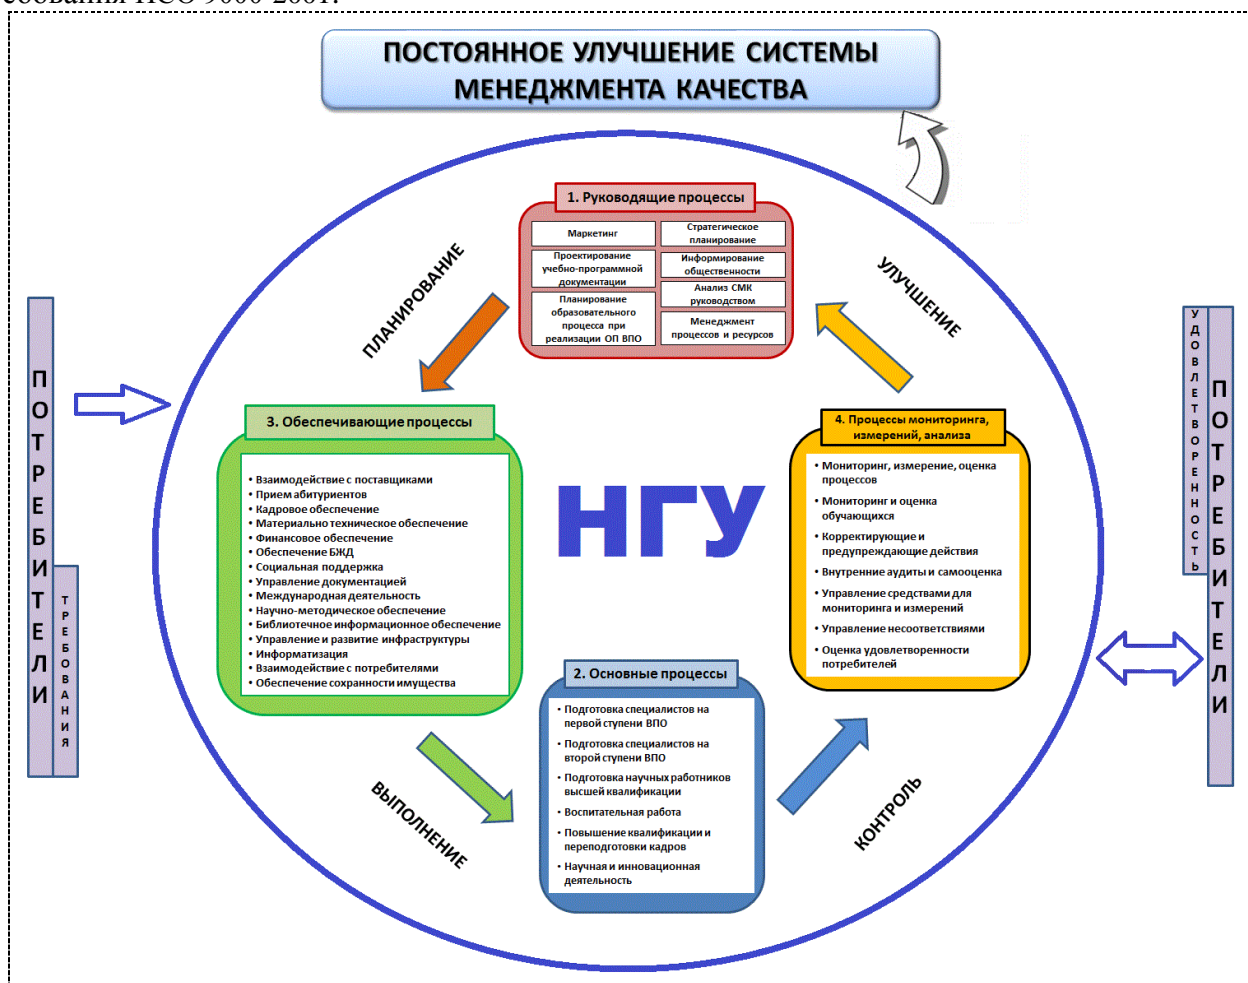 ебования ИСО 9000-2001.
ПОСТОЯННОЕ УЛУЧШЕНИЕ СИСТЕМЫ
МЕНЕДЖМЕНТА КАЧЕСТВА
1. Руководящие процессы
Маркетинг
Проектирование
учебно-программной
документации
Планирование
образовательного
процесса при
реализации ОП ВПО
Стратегическое
планирование
Информирование
общественности
Анализ СМК
руководством
Менеджмент
процессов и ресурсов
ПЛАНИРОВАНИЕ
УЛУЧШЕНИЕ
ПОТРЕБИТЕЛИ
ТРЕБОВАНИЯ
3. Обеспечивающие процессы
• Взаимодействие с поставщиками
• Прием абитуриентов
• Кадровое обеспечение
• Материально техническое обеспечение
• Финансовое обеспечение
• Обеспечение БЖД
• Социальная поддержка
• Управление документацией
• Международная деятельность
• Научно-методическое обеспечение
• Библиотечное информационное обеспечение
• Управление и развитие инфраструктуры
• Информатизация
• Взаимодействие с потребителями
• Обеспечение сохранности имущества
НГУ
4. Процессы мониторинга,
измерений, анализа
• Мониторинг, измерение, оценка
процессов
• Мониторинг и оценка
обучающихся
• Корректирующие и
предупреждающие действия
• Внутренние аудиты и самооценка
• Управление средствами для
мониторинга и измерений
• Управление несоответствиями
• Оценка удовлетворенности
потребителей
УДОВЛЕТВОРЕННОСТЬ
ПОТРЕБИТЕЛИ
2. Основные процессы
• Подготовка специалистов на
первой ступени ВПО
• Подготовка специалистов на
второй ступени ВПО
• Подготовка научных работников
высшей квалификации
• Воспитательная работа
• Повышение квалификации и
переподготовки кадров
• Научная и инновационная
деятельность
ВЫПОЛНЕНИЕ
КОНТРОЛЬ